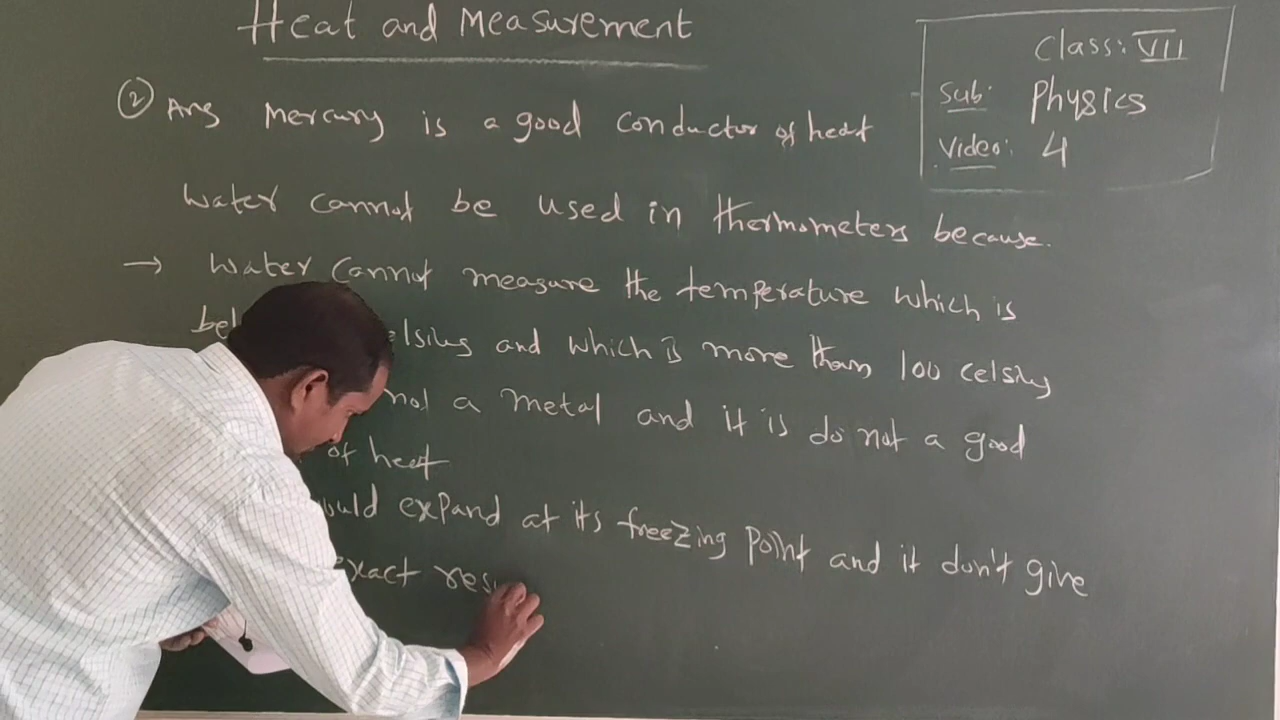 Heat and Measurement
Class: VII
Sub: Physics
Video: 4
② Ans Mercury is a good conductor of heat
Water cannot be used in thermometers because.
→ Water cannot measure the temperature which is
and which is more than 100 celsius
not a metal and it is do not a good
of heat
expand at its freezing point and it don't give